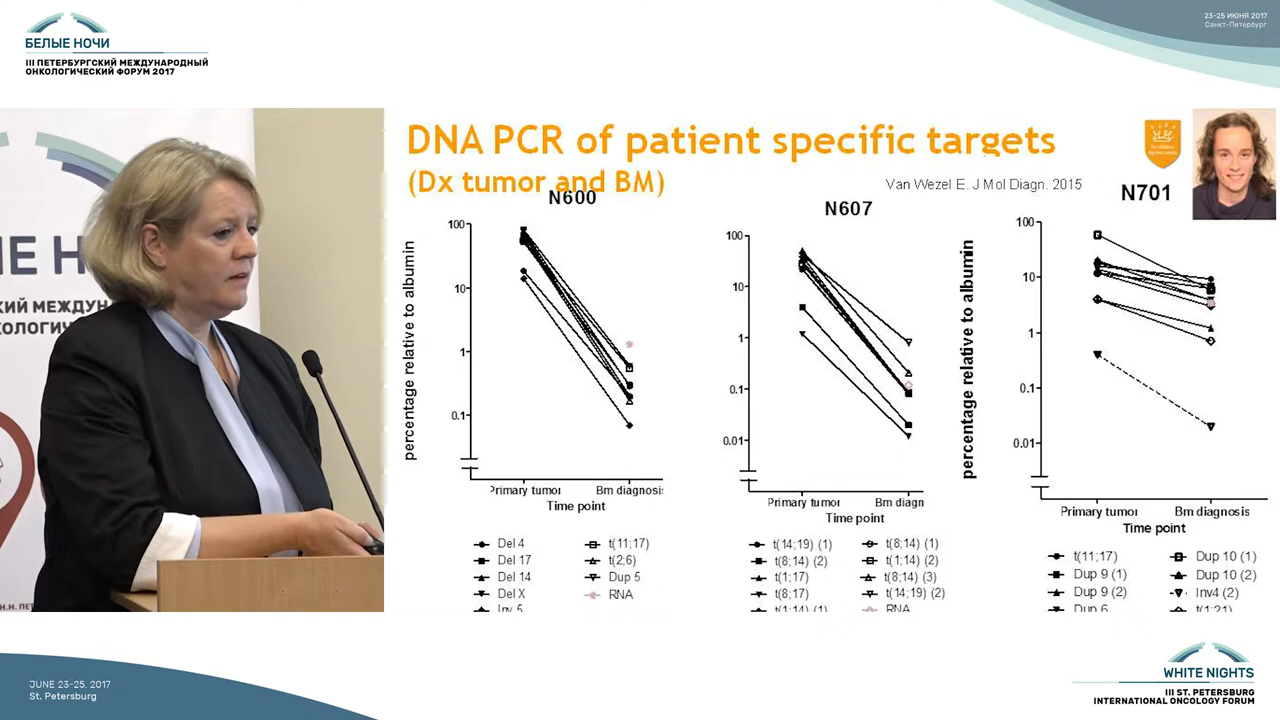 БЕЛЫЕ НОЧИ
III ПЕТЕРБУРГСКИЙ МЕЖДУНАРОДНЫЙ
ОНКОЛОГИЧЕСКИЙ ФОРУМ 2017
23-25 ИЮНЯ 2017
Санкт-Петербург
DNA PCR of patient specific targets
(Dx tumor and BM)
Van Wezel E. J Mol Diagn. 2015
N600
percentage relative to albumin
100
10
1
0.1
Primary tumor
Bm diagnosis
Time point
Del 4
Del 17
Del 14
Del X
Inv 5
t(11;17)
t(2;6)
Dup 5
RNA
N607
100
10
1
0.1
0.01
Primary tumor
Bm diagn
Time point
t(14;19) (1)
t(8;14) (2)
t(1;17)
t(8;17)
t(1;14) (1)
t(8;14) (1)
t(1;14) (2)
t(8;14) (3)
t(14;19) (2)
RNA
N701
percentage relative to albumin
100
10
1
0.1
0.01
Primary tumor
Bm diagnosis
Time point
t(11;17)
Dup 9 (1)
Dup 9 (2)
Dup 6
Dup 10 (1)
Dup 10 (2)
Inv4 (2)
t(1;21)
Е Н
КИЙ МЕЖДУНА
КОЛОГИЧ
JUNE 23-25, 2017
St. Petersburg
WHITE NIGHTS
III ST. PETERSBURG
INTERNATIONAL ONCOLOGY FORUM